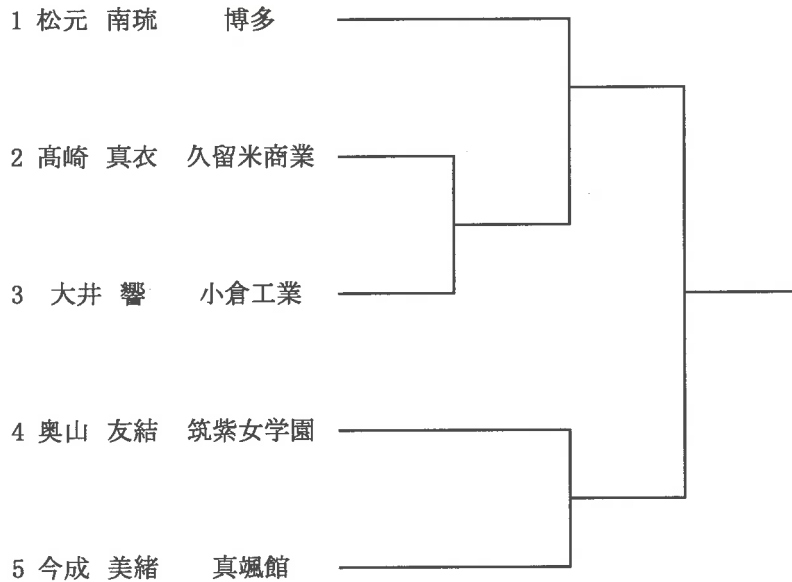 1 松元 南琉 博多
2 髙崎 真衣 久留米商業
3 大井 響 小倉工業
4 奥山 友結 筑紫女学園
5 今成 美緒 真颯館